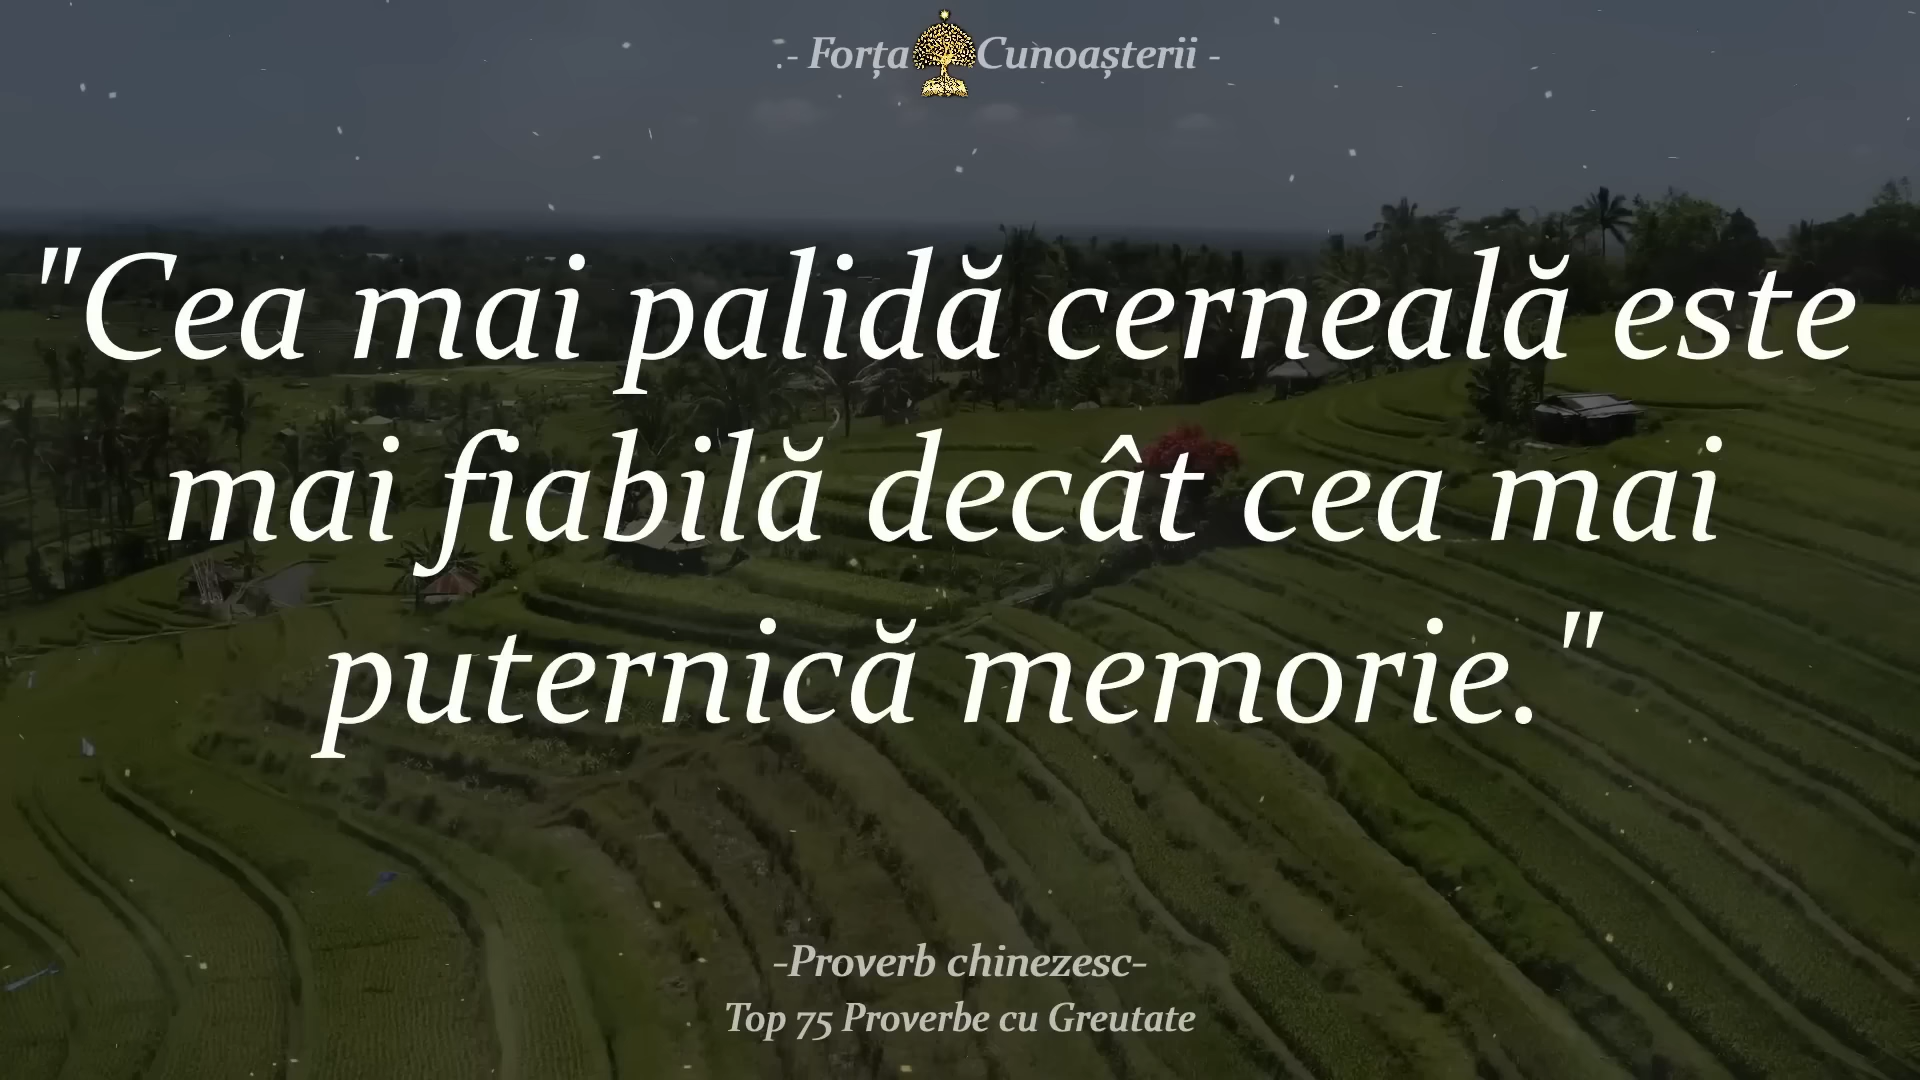 - Forța Cunoașterii -
"Cea mai palidă cerneală este
mai fiabilă decât cea mai
puternică memorie."
-Proverb chinezesc-
Top 75 Proverbe cu Greutate